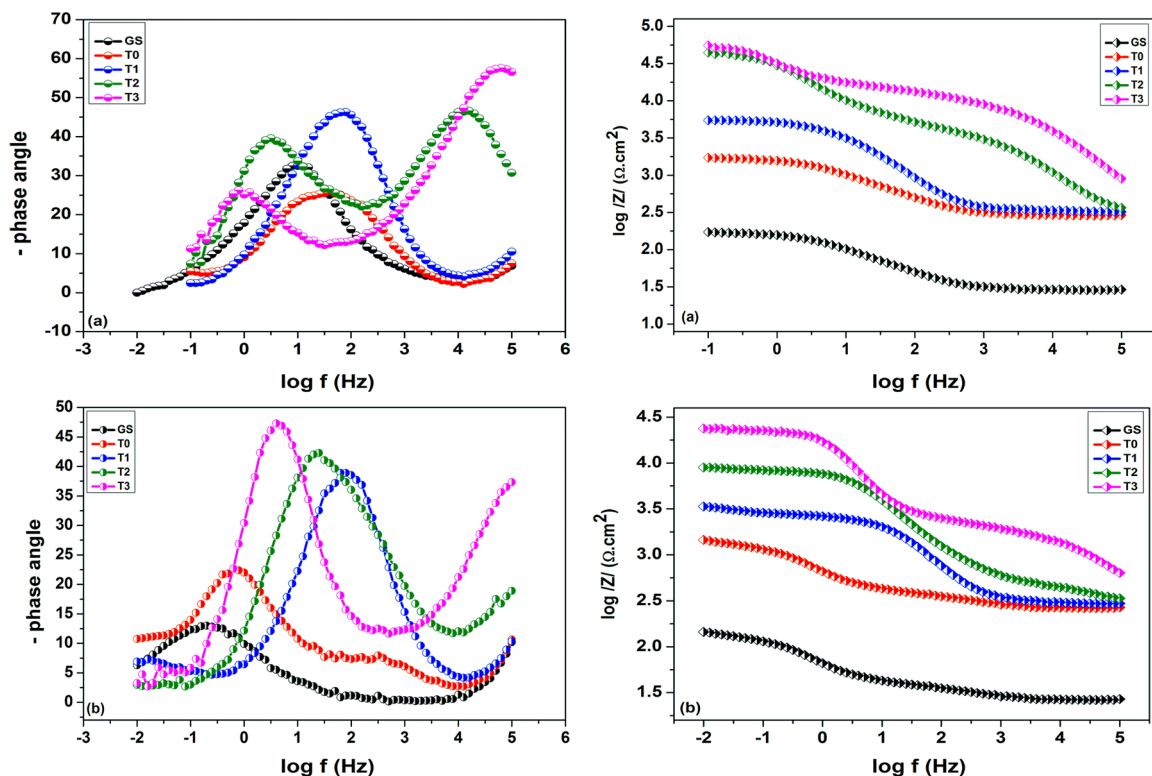 70
60
50
40
30
20
10
0
-10
- phase angle
GS
T0
T1
T2
T3
(a)
-3 -2 -1 0 1 2 3 4 5 6
log f (Hz)
5.0
4.5
4.0
3.5
3.0
2.5
2.0
1.5
1.0
log /Z/ (Ω.cm²)
GS
T0
T1
T2
T3
(a)
-1 0 1 2 3 4 5
log f (Hz)
50
45
40
35
30
25
20
15
10
5
0
- phase angle
GS
T0
T1
T2
T3
(b)
-3 -2 -1 0 1 2 3 4 5 6
log f (Hz)
4.5
4.0
3.5
3.0
2.5
2.0
1.5
log /Z/ (Ω.cm²)
GS
T0
T1
T2
T3
(b)
-2 -1 0 1 2 3 4 5
log f (Hz)